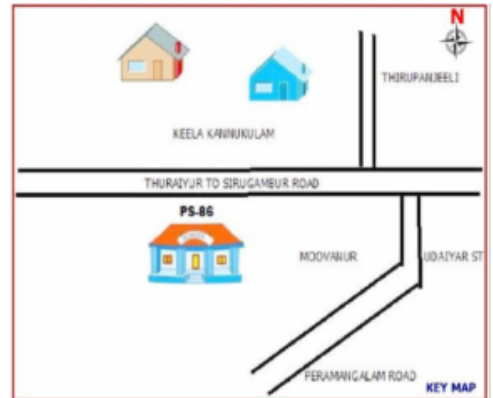 N
THIRUPANJEELI
KEELA KANNUKULAM
THURAIYUR TO SIRUGAMBUR ROAD
PS-86
MOOVANUR
UDAIYAR ST
PERAMANGALAM ROAD
KEY MAP